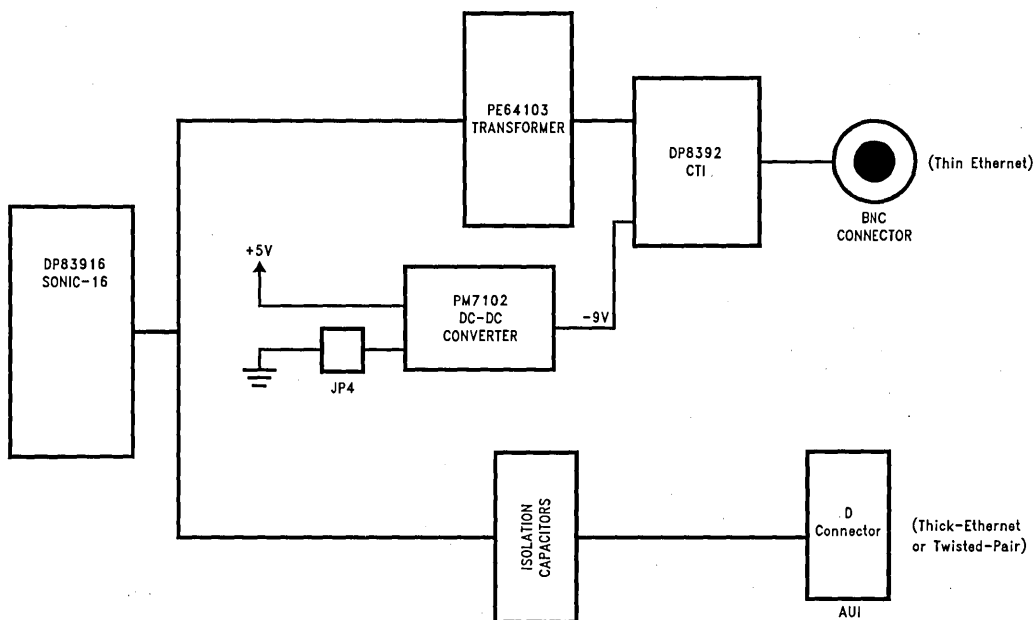 PE64103
TRANSFORMER
DP8392
CTI
(Thin Ethernet)
BNC
CONNECTOR
DP83916
SONIC-16
+5V
PM7102
DC-DC
CONVERTER
-9V
JP4
ISOLATION
CAPACITORS
D
Connector
(Thick-Ethernet
or Twisted-Pair)
AUI